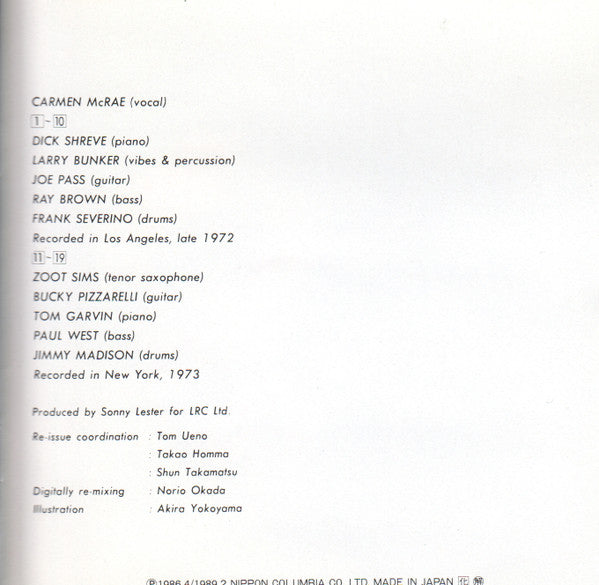 CARMEN McRAE (vocal)
1~10
DICK SHREVE (piano)
LARRY BUNKER (vibes & percussion)
JOE PASS (guitar)
RAY BROWN (bass)
FRANK SEVERINO (drums)
Recorded in Los Angeles, late 1972
11~19
ZOOT SIMS (tenor saxophone)
BUCKY PIZZARELLI (guitar)
TOM GARVIN (piano)
PAUL WEST (bass)
JIMMY MADISON (drums)
Recorded in New York, 1973
Produced by Sonny Lester for LRC Ltd.
Re-issue coordination : Tom Ueno
: Takao Homma
: Shun Takamatsu
Digitally re-mixing : Norio Okada
Illustration : Akira Yokoyama
Ⓟ1986.4/1989.2 NIPPON COLUMBIA CO., LTD. MADE IN JAPAN 化 解